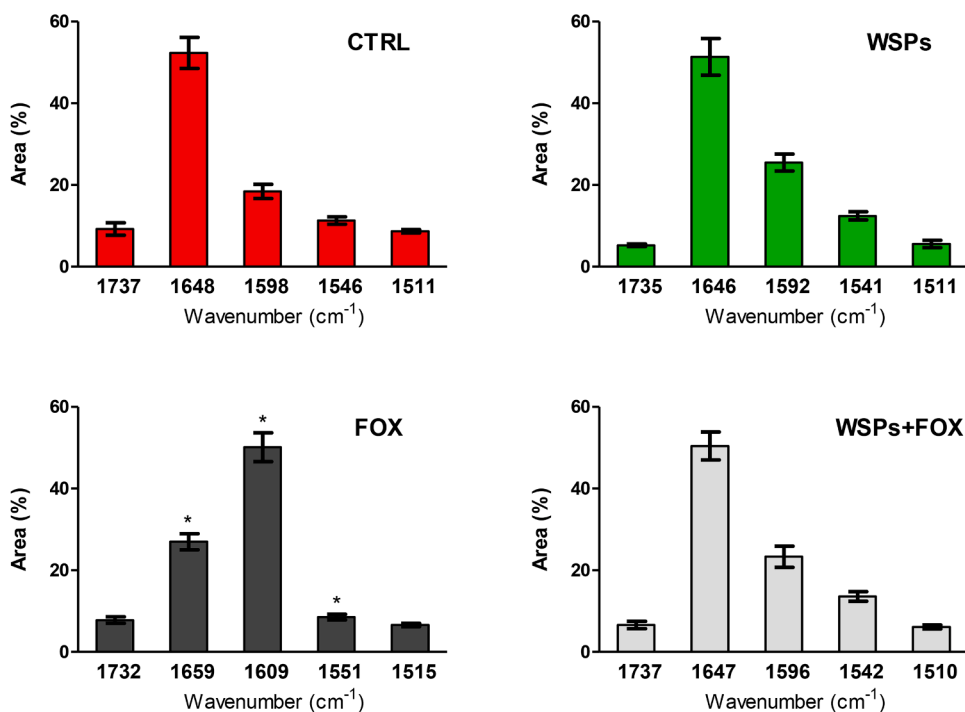 CTRL
Area (%)
60
40
20
0
1737 1648 1598 1546 1511
Wavenumber (cm⁻¹)
WSPs
Area (%)
60
40
20
0
1735 1646 1592 1541 1511
Wavenumber (cm⁻¹)
FOX
Area (%)
60
40
20
0
* * *
1732 1659 1609 1551 1515
Wavenumber (cm⁻¹)
WSPs+FOX
Area (%)
60
40
20
0
1737 1647 1596 1542 1510
Wavenumber (cm⁻¹)